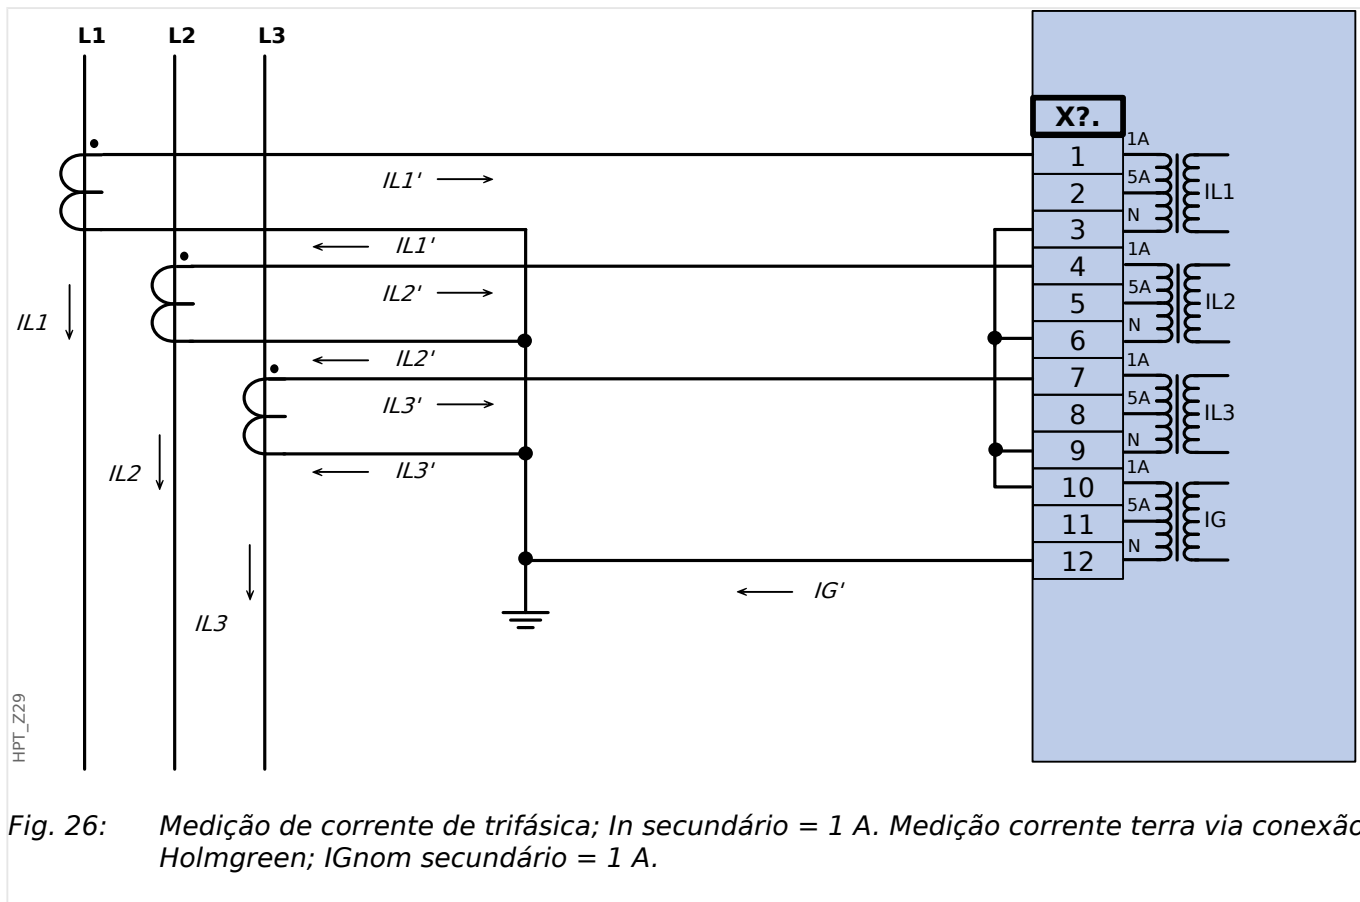 L1 L2 L3
X?.
1A
1
IL1'
5A
2
IL1
N
3
IL1'
1A
4
IL2'
5A
5
IL2
IL1
N
6
IL2'
1A
7
IL3'
5A
8
IL3
N
9
IL2
IL3'
1A
10
5A
11
IG
N
12
IG'
IL3
HPT_Z29
Fig. 26: Medição de corrente de trifásica; In secundário = 1 A. Medição corrente terra via conexão
Holmgreen; IGnom secundário = 1 A.